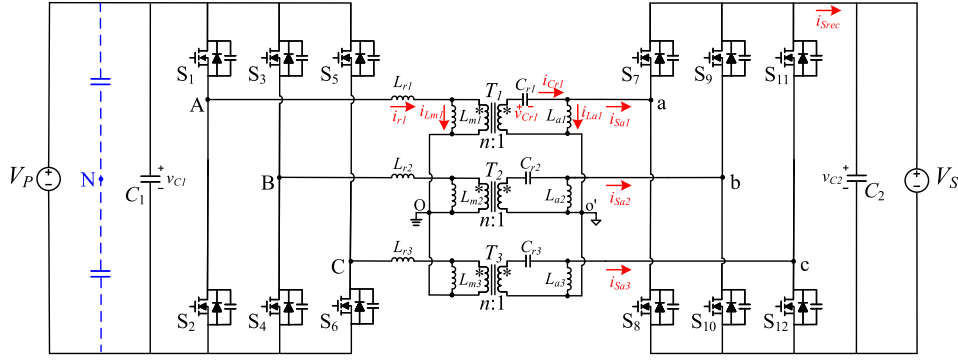 i_Srec
S_1 S_3 S_5 S_7 S_9 S_11
L_r1 T_1 C_r1 i_Cr1
A i_r1 i_Lm1 L_m1 * * v_Cr1 + − L_a1 i_La1 i_Sa1 a
n:1
V_P + − N C_1 + v_C1 − B L_r2 T_2 C_r2 b v_C2 + − C_2 + − V_S
L_m2 * * L_a2 i_Sa2
O n:1 o'
C L_r3 T_3 C_r3 c
L_m3 * * L_a3 i_Sa3
n:1
S_2 S_4 S_6 S_8 S_10 S_12